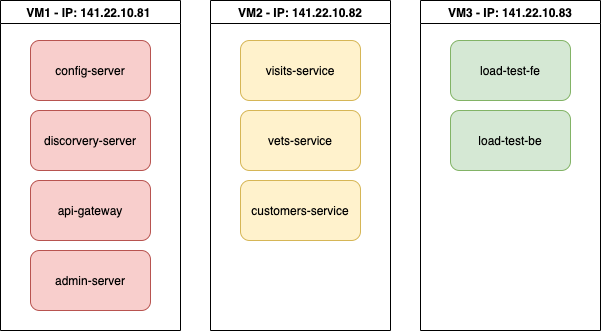 VM1 - IP: 141.22.10.81
config-server
discorvery-server
api-gateway
admin-server
VM2 - IP: 141.22.10.82
visits-service
vets-service
customers-service
VM3 - IP: 141.22.10.83
load-test-fe
load-test-be